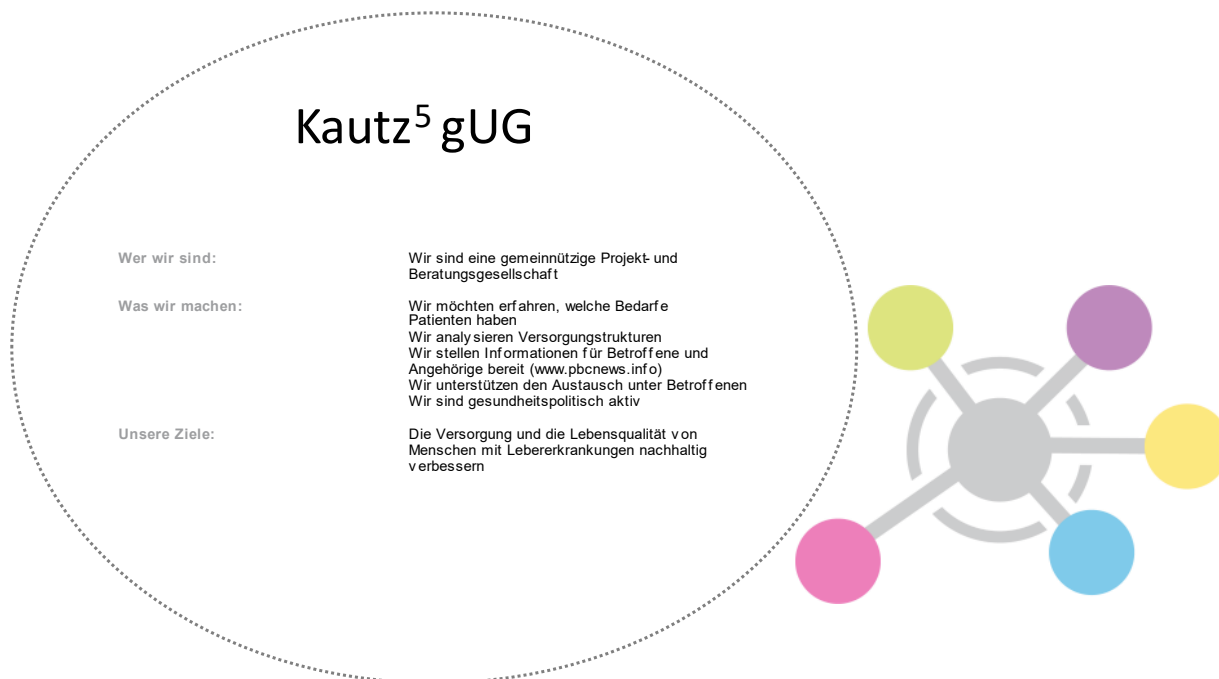 Kautz⁵ gUG
Wer wir sind:
Wir sind eine gemeinnützige Projekt- und
Beratungsgesellschaft
Was wir machen:
Wir möchten erfahren, welche Bedarfe
Patienten haben
Wir analysieren Versorgungstrukturen
Wir stellen Informationen für Betroffene und
Angehörige bereit (www.pbcnews.info)
Wir unterstützen den Austausch unter Betroffenen
Wir sind gesundheitspolitisch aktiv
Unsere Ziele:
Die Versorgung und die Lebensqualität von
Menschen mit Lebererkrankungen nachhaltig
verbessern